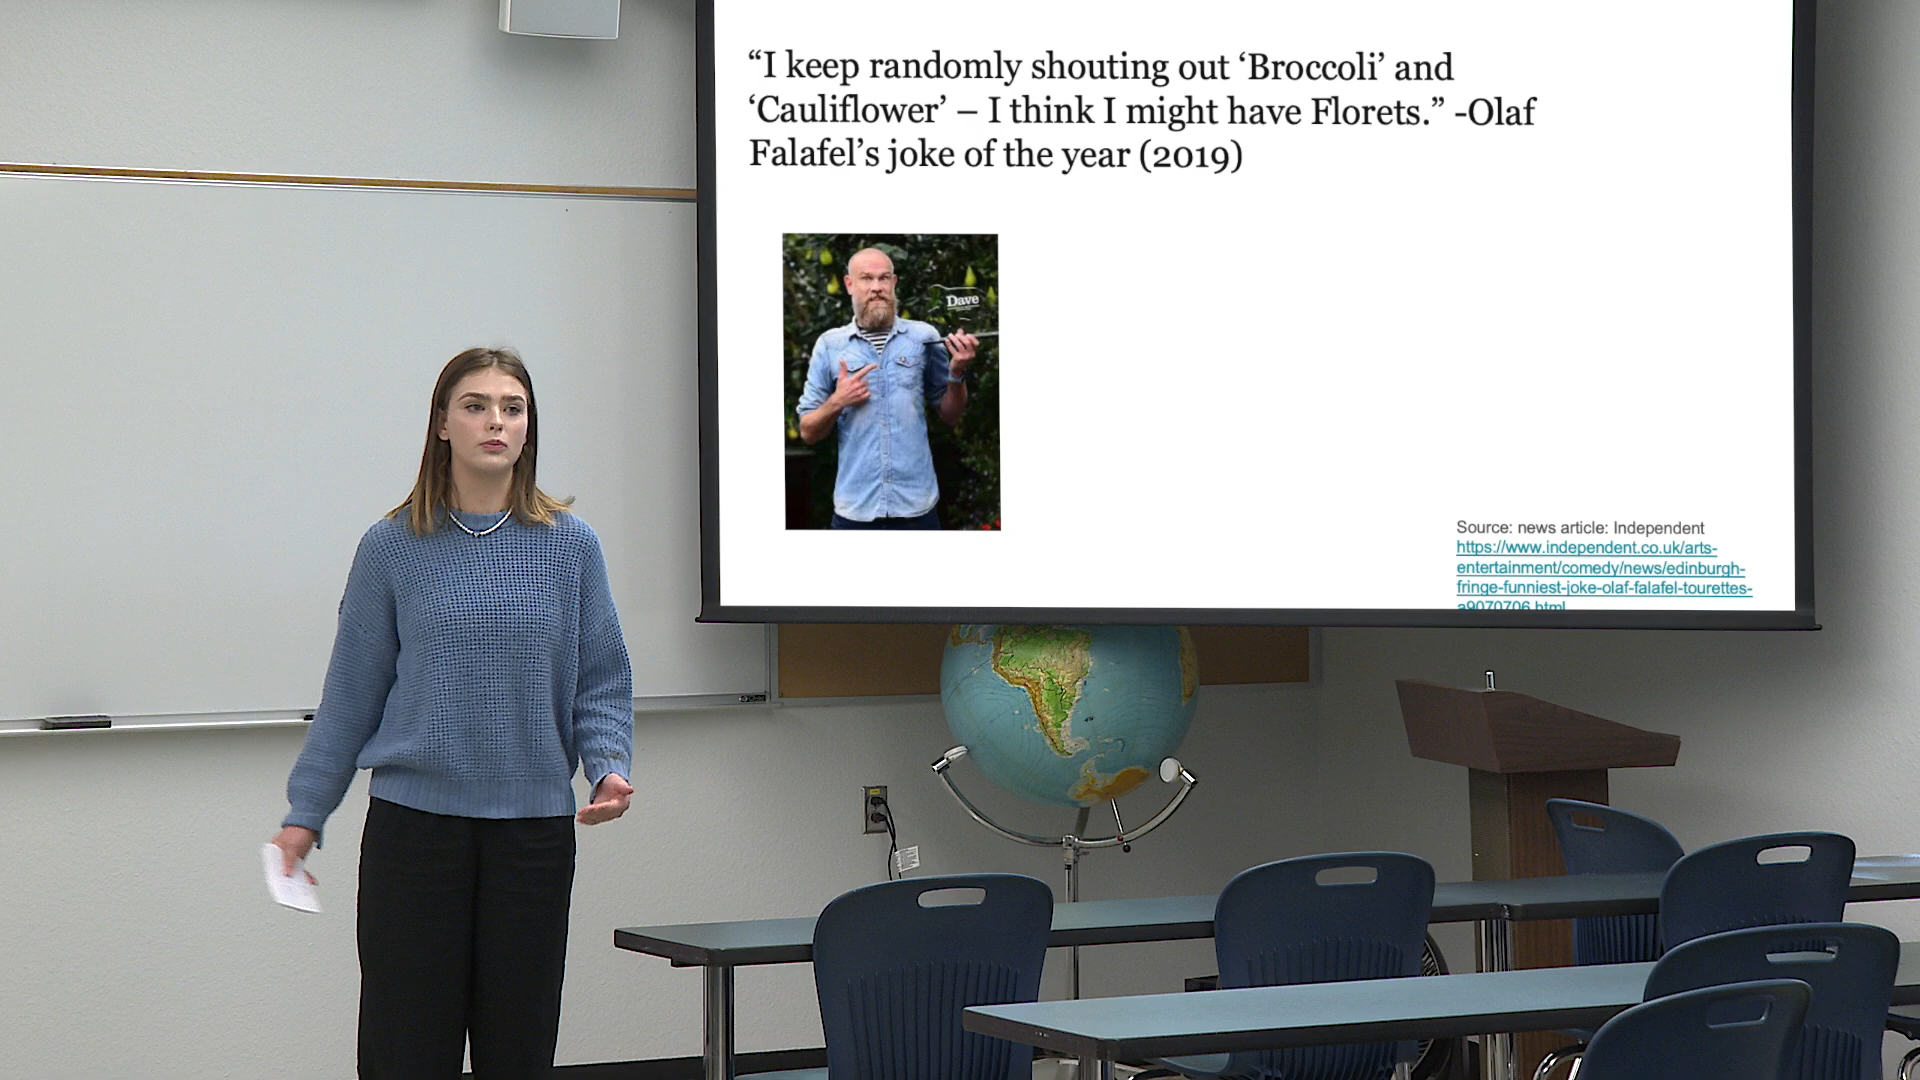 “I keep randomly shouting out ‘Broccoli’ and
‘Cauliflower’ – I think I might have Florets.” -Olaf
Falafel’s joke of the year (2019)
Dave
Source: news article: Independent
https://www.independent.co.uk/arts-
entertainment/comedy/news/edinburgh-
fringe-funniest-joke-olaf-falafel-tourettes-
a9070706.html